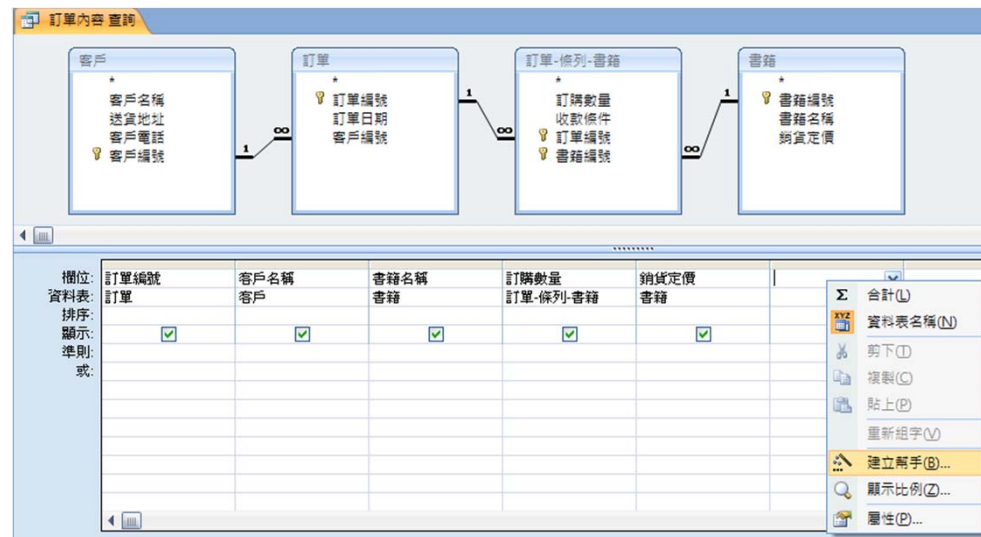 訂單內容 查詢
客戶
*
客戶名稱
送貨地址
客戶電話
客戶編號
訂單
*
訂單編號
訂單日期
客戶編號
訂單-條列-書籍
*
訂購數量
收款條件
訂單編號
書籍編號
書籍
*
書籍編號
書籍名稱
銷貨定價
1
∞
1
∞
1
∞
欄位: 訂單編號 客戶名稱 書籍名稱 訂購數量 銷貨定價
資料表: 訂單 客戶 書籍 訂單-條列-書籍 書籍
排序:
顯示:
準則:
或:
Σ 合計(L)
XYZ 資料表名稱(N)
剪下(T)
複製(C)
貼上(P)
重新組字(V)
建立幫手(B)...
顯示比例(Z)...
屬性(P)...